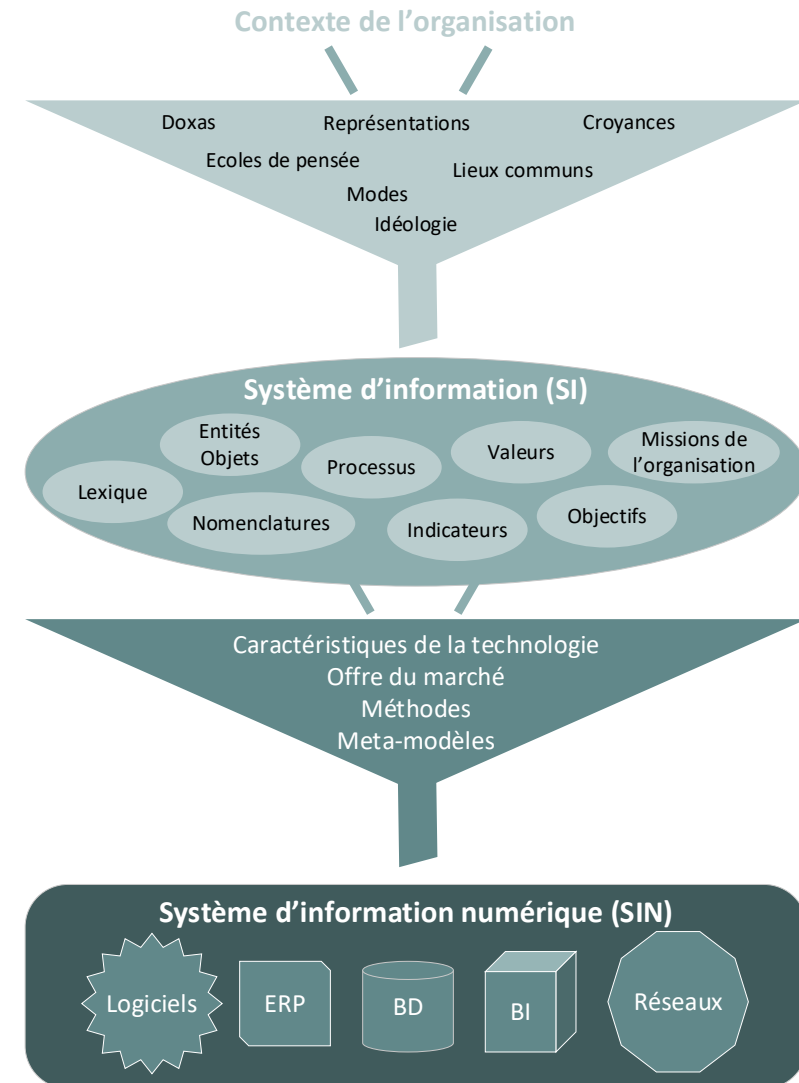 Contexte de l’organisation
Doxas Représentations Croyances
Ecoles de pensée Lieux communs
Modes
Idéologie
Système d’information (SI)
Entités
Objets
Processus
Valeurs
Missions de
l’organisation
Lexique
Nomenclatures
Indicateurs
Objectifs
Caractéristiques de la technologie
Offre du marché
Méthodes
Meta-modèles
Système d’information numérique (SIN)
Logiciels
ERP
BD
BI
Réseaux